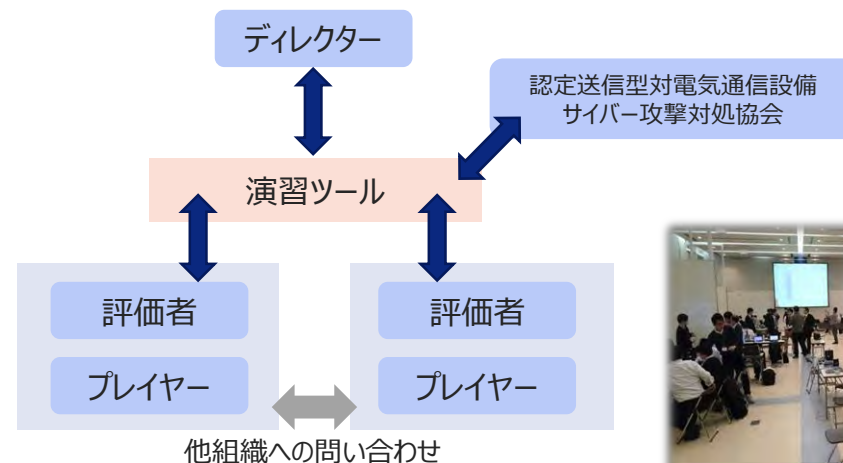 ディレクター
認定送信型対電気通信設備
サイバー攻撃対処協会
演習ツール
評価者
評価者
プレイヤー
プレイヤー
他組織への問い合わせ